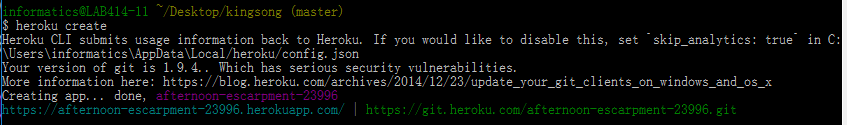 informatics@LAB414-11 ~/Desktop/kingsong (master)
$ heroku create
Heroku CLI submits usage information back to Heroku. If you would like to disable this, set `skip_analytics: true` in C:
\Users\informatics\AppData\Local/heroku/config.json
Your version of git is 1.9.4.. Which has serious security vulnerabilities.
More information here: https://blog.heroku.com/archives/2014/12/23/update_your_git_clients_on_windows_and_os_x
Creating app... done, afternoon-escarpment-23996
https://afternoon-escarpment-23996.herokuapp.com/ | https://git.heroku.com/afternoon-escarpment-23996.git